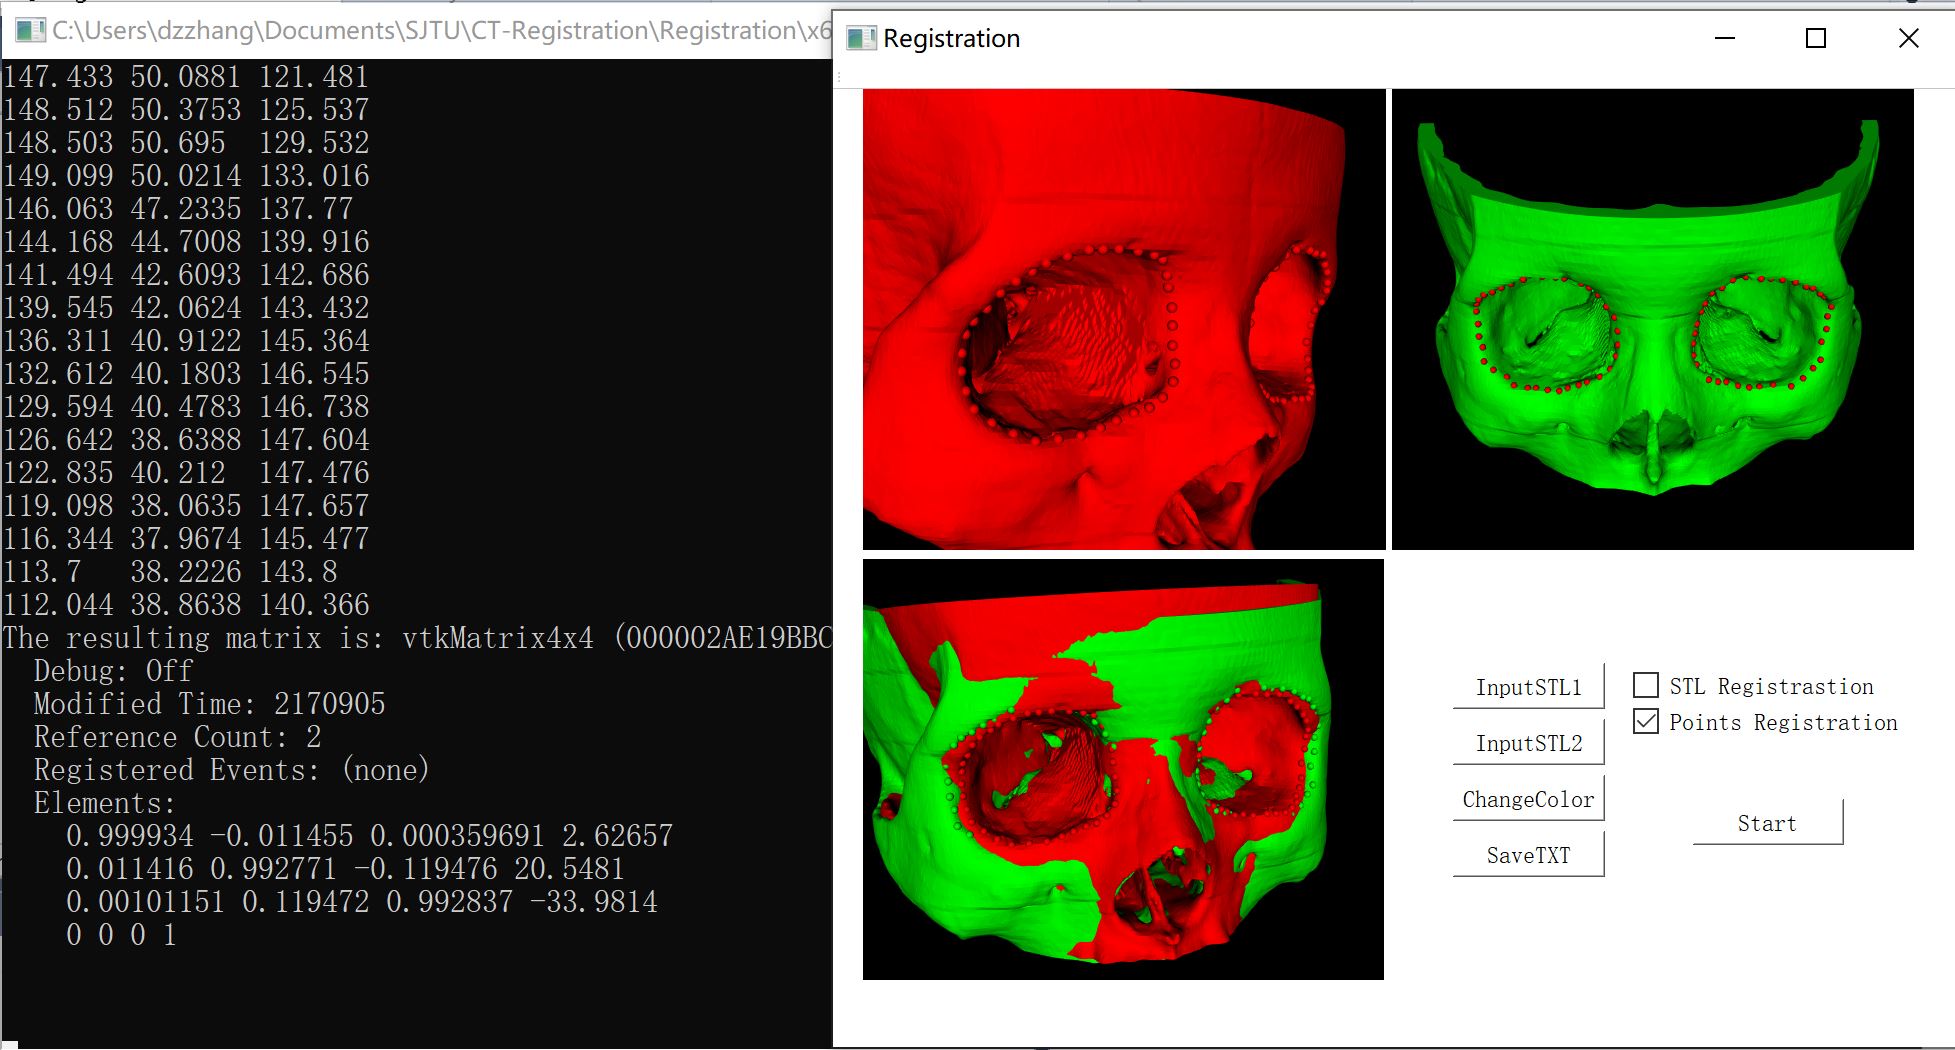 C:\Users\dzzhang\Documents\SJTU\CT-Registration\Registration\x6
147.433 50.0881 121.481
148.512 50.3753 125.537
148.503 50.695 129.532
149.099 50.0214 133.016
146.063 47.2335 137.77
144.168 44.7008 139.916
141.494 42.6093 142.686
139.545 42.0624 143.432
136.311 40.9122 145.364
132.612 40.1803 146.545
129.594 40.4783 146.738
126.642 38.6388 147.604
122.835 40.212 147.476
119.098 38.0635 147.657
116.344 37.9674 145.477
113.7 38.2226 143.8
112.044 38.8638 140.366
The resulting matrix is: vtkMatrix4x4 (000002AE19BBC
Debug: Off
Modified Time: 2170905
Reference Count: 2
Registered Events: (none)
Elements:
0.999934 -0.011455 0.000359691 2.62657
0.011416 0.992771 -0.119476 20.5481
0.00101151 0.119472 0.992837 -33.9814
0 0 0 1
Registration
InputSTL1
STL Registrastion
Points Registration
InputSTL2
ChangeColor
Start
SaveTXT